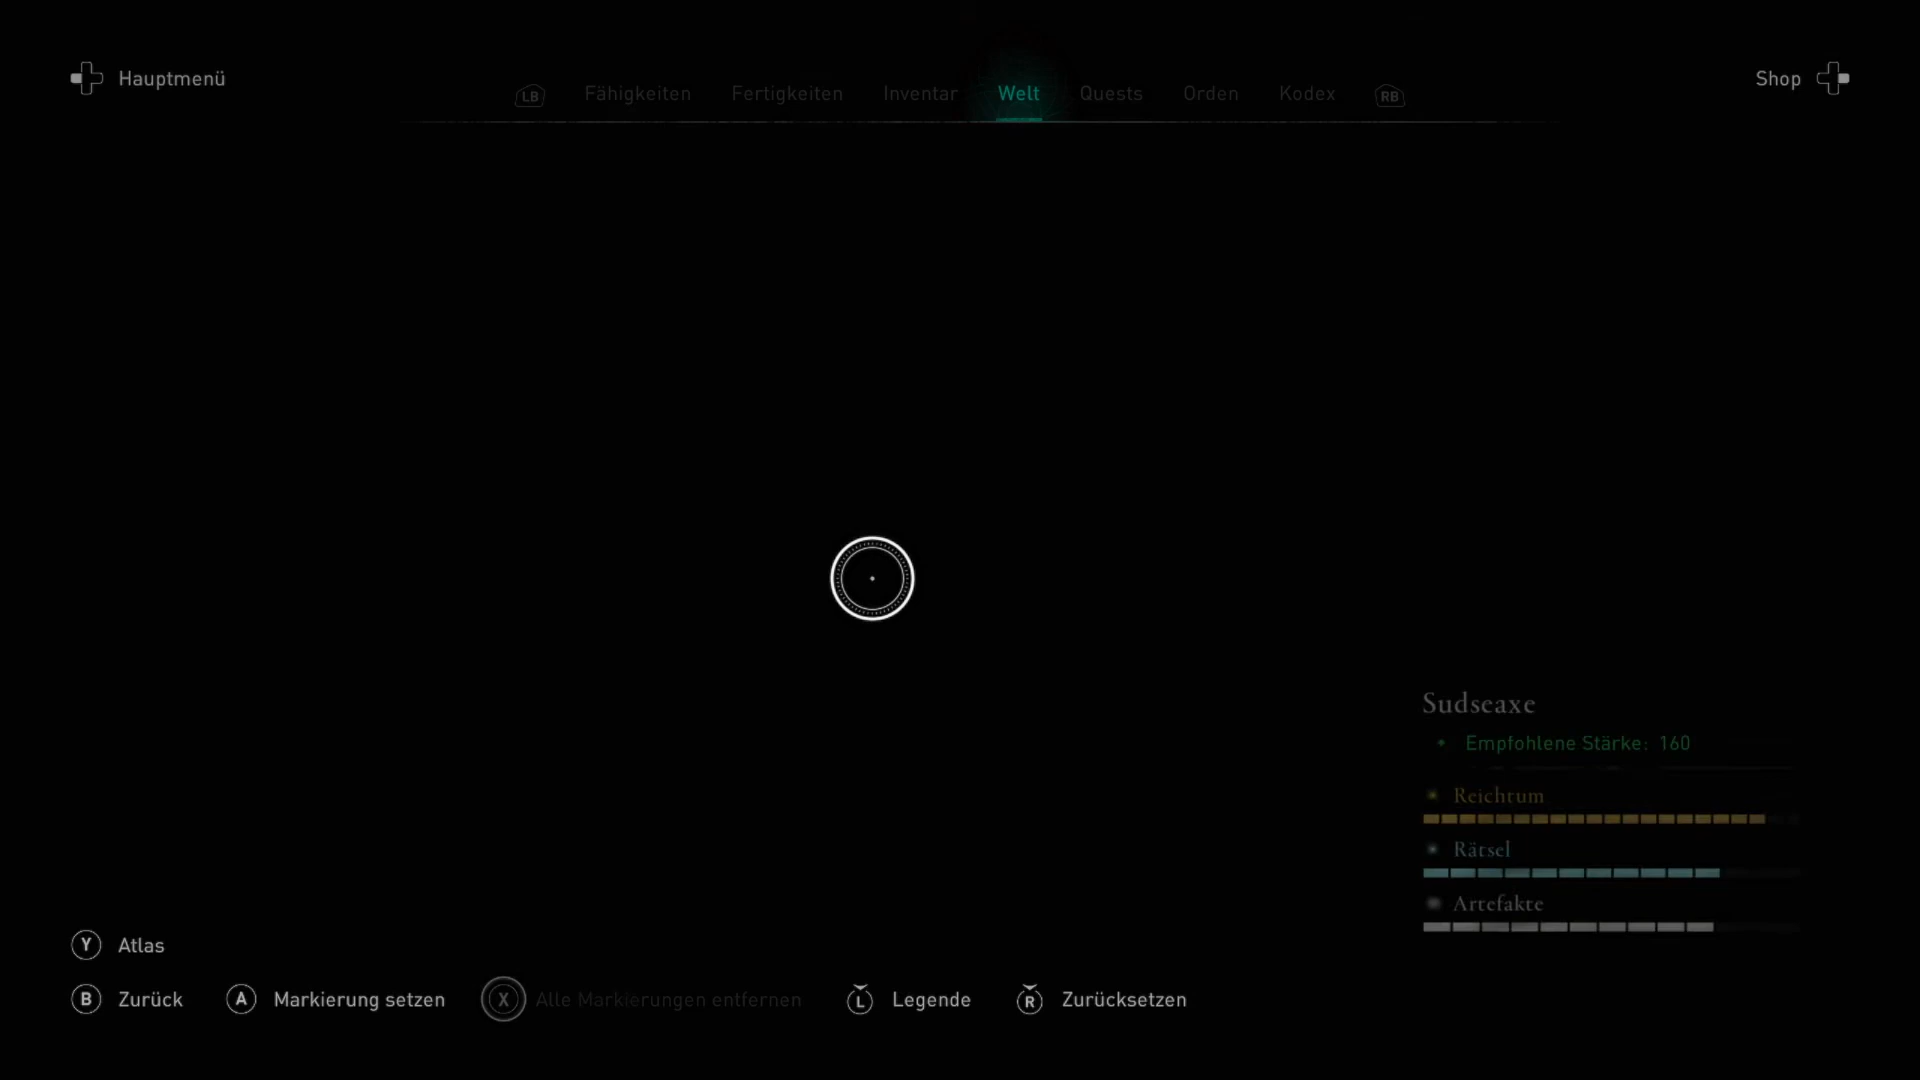 Hauptmenü
LB Fähigkeiten Fertigkeiten Inventar Welt Quests Orden Kodex RB
Shop
Sudseaxe
Empfohlene Stärke: 160
Reichtum
Rätsel
Artefakte
Y Atlas
B Zurück A Markierung setzen X Alle Markierungen entfernen L Legende R Zurücksetzen